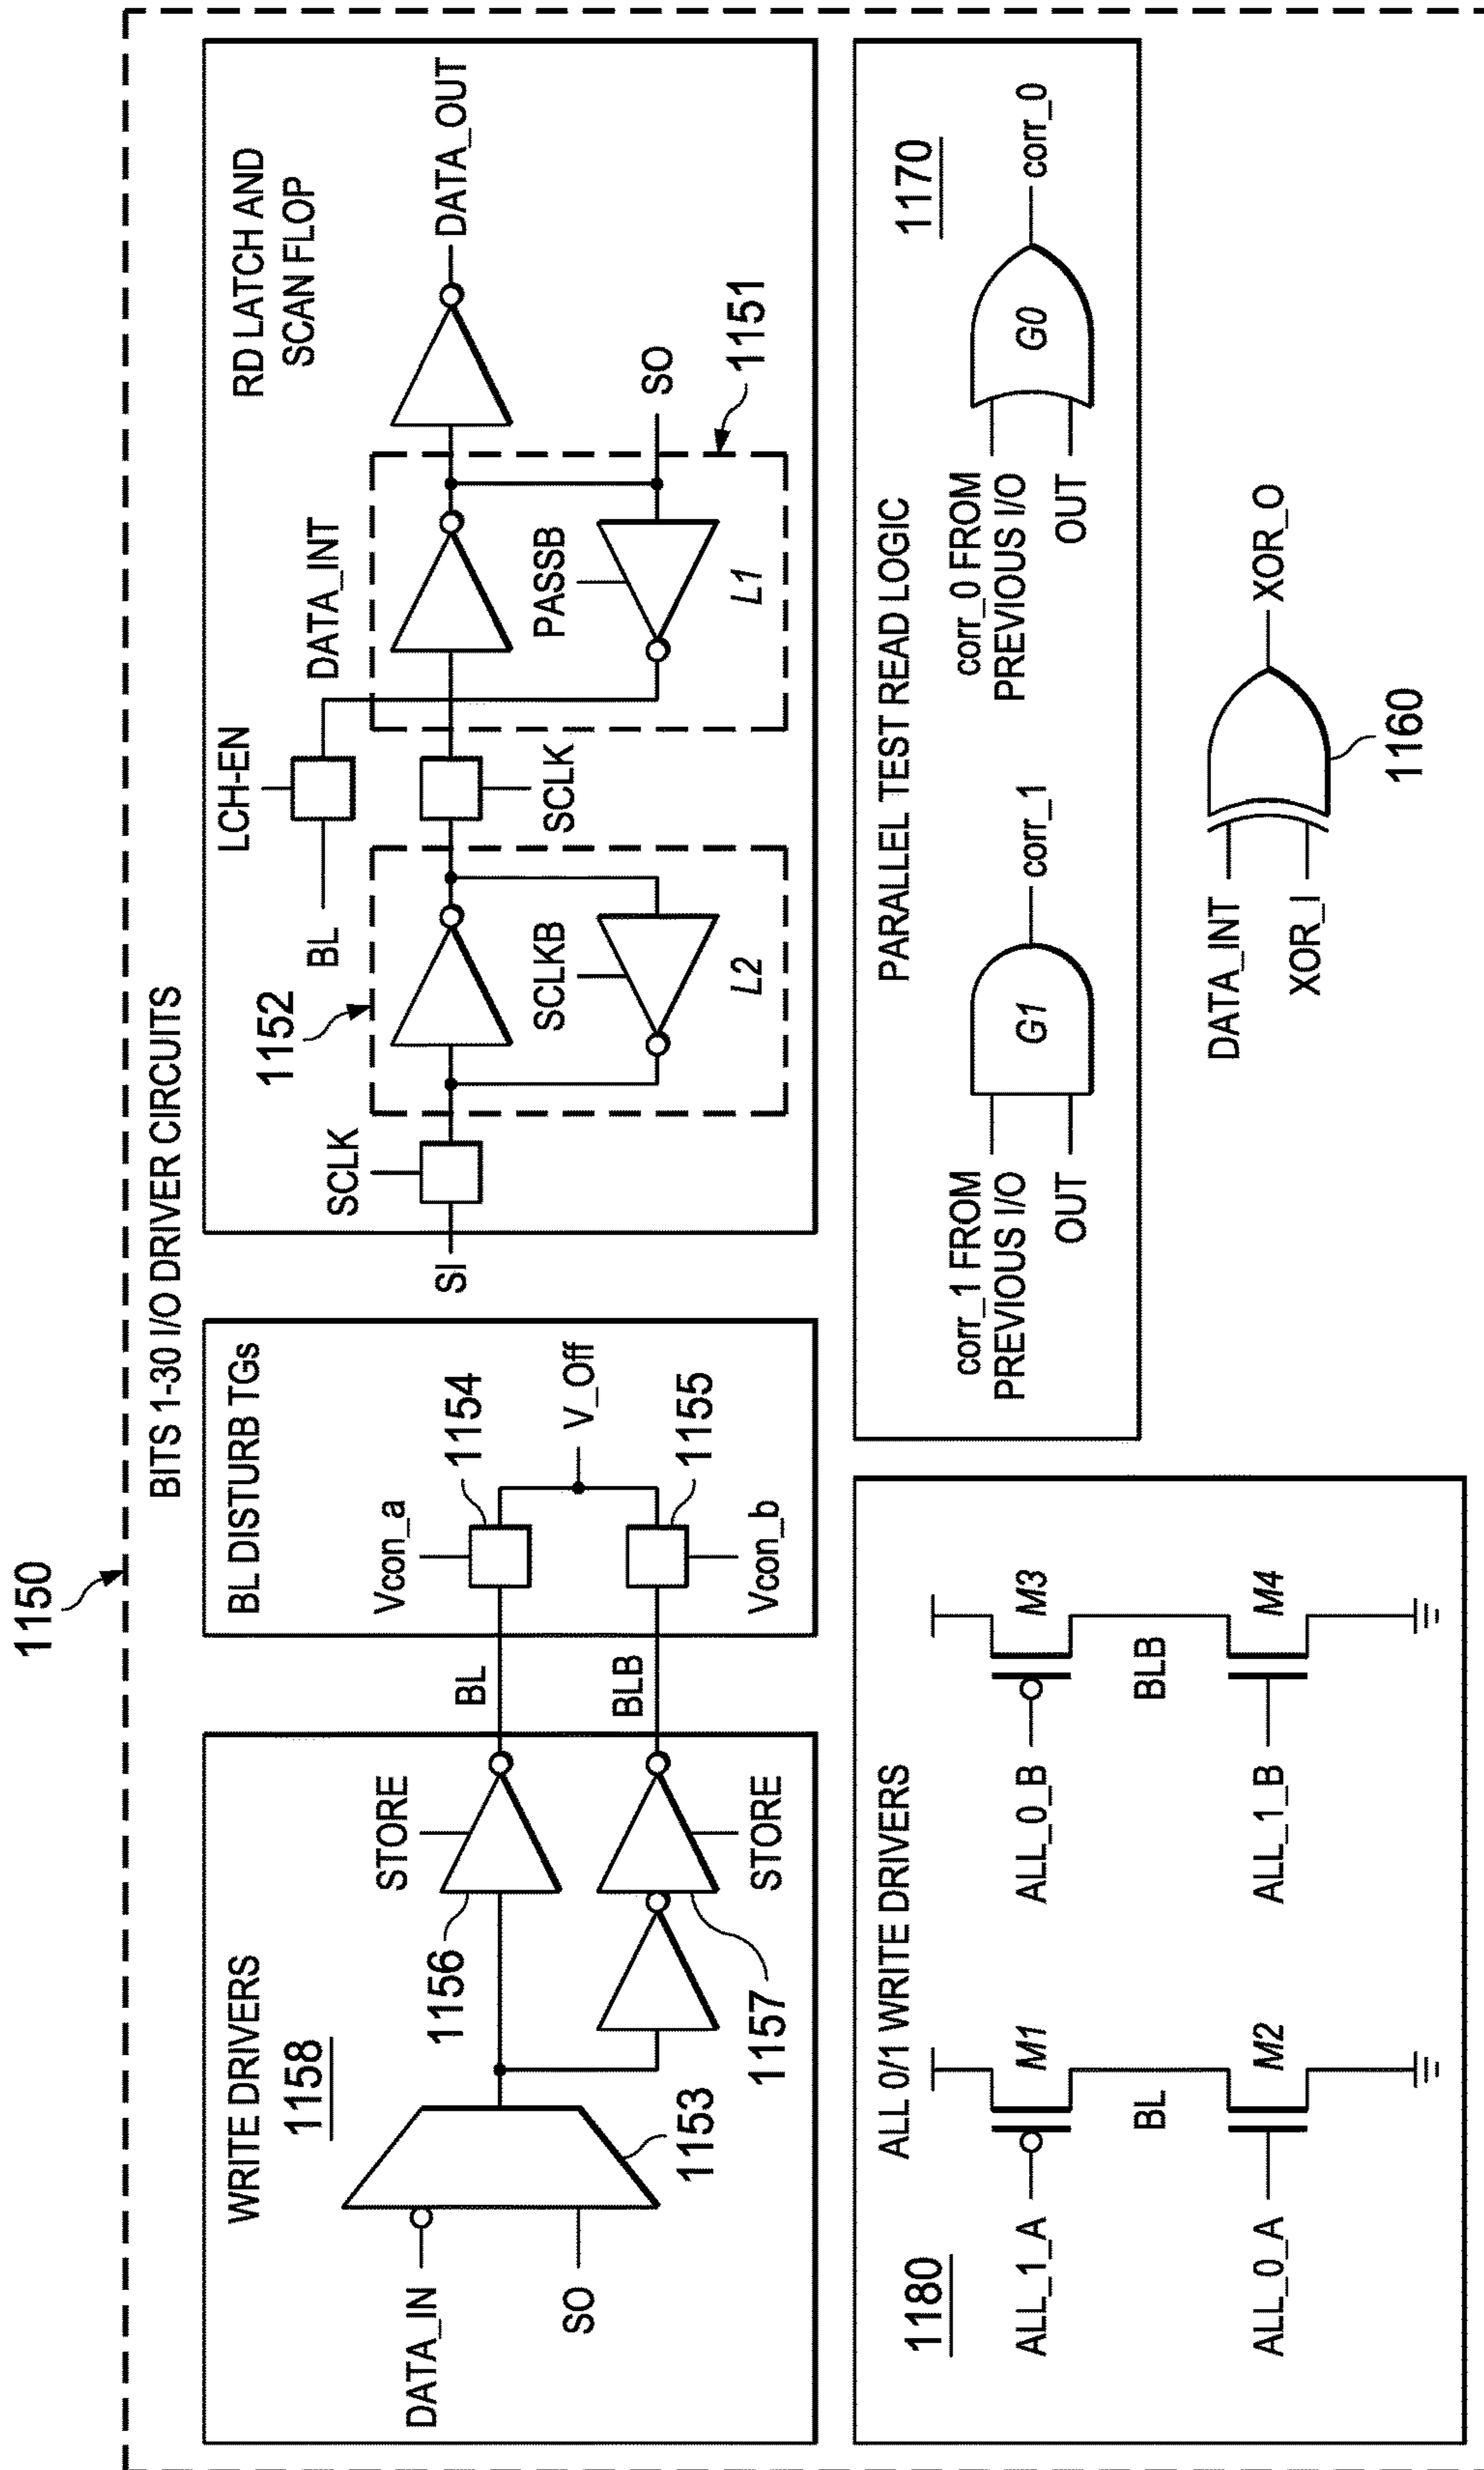 1150
BITS 1-30 I/O DRIVER CIRCUITS
WRITE DRIVERS
1158
DATA_IN
SO
1153
1156
1157
STORE
STORE
BL
BLB
BL DISTURB TGs
Vcon_a
1154
V_Off
1155
Vcon_b
RD LATCH AND
SCAN FLOP
SI
SCLK
1152
SCLKB
L2
BL
LCH-EN
SCLK
DATA_INT
PASSB
L1
SO
1151
DATA_OUT
ALL 0/1 WRITE DRIVERS
1180
ALL_1_A
M1
BL
ALL_0_A
M2
ALL_0_B
M3
BLB
ALL_1_B
M4
PARALLEL TEST READ LOGIC
1170
corr_1 FROM
PREVIOUS I/O
OUT
G1
corr_1
corr_0 FROM
PREVIOUS I/O
OUT
G0
corr_0
DATA_INT
XOR_I
XOR_O
1160